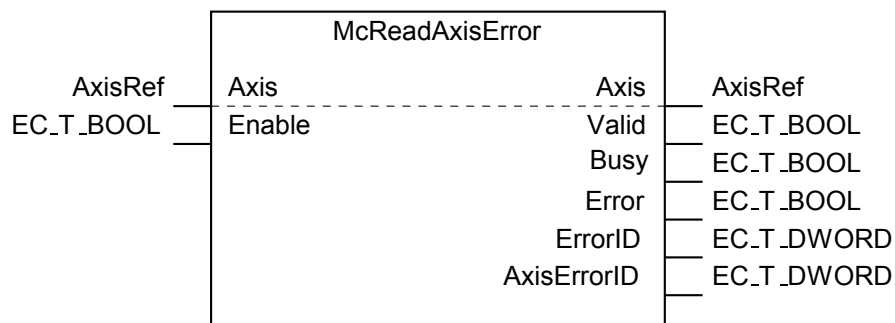 McReadAxisError
AxisRef Axis Axis AxisRef
EC_T_BOOL Enable Valid EC_T_BOOL
Busy EC_T_BOOL
Error EC_T_BOOL
ErrorID EC_T_DWORD
AxisErrorID EC_T_DWORD